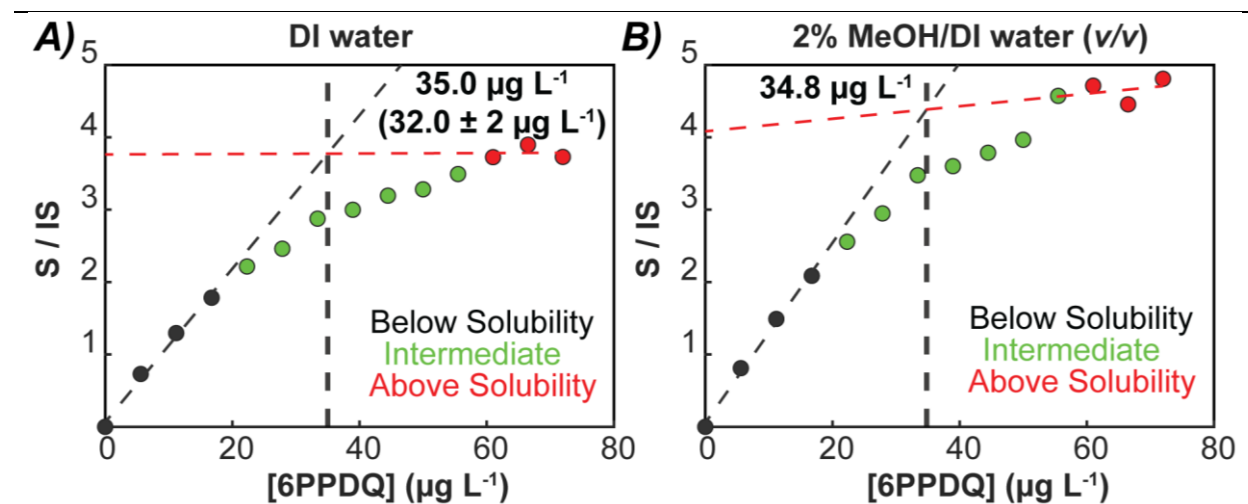 A)
DI water
35.0 µg L⁻¹
(32.0 ± 2 µg L⁻¹)
5
4
3
2
1
S / IS
Below Solubility
Intermediate
Above Solubility
0
20
40
60
80
[6PPDQ] (µg L⁻¹)
B)
2% MeOH/DI water (v/v)
34.8 µg L⁻¹
5
4
3
2
1
S / IS
Below Solubility
Intermediate
Above Solubility
0
20
40
60
80
[6PPDQ] (µg L⁻¹)